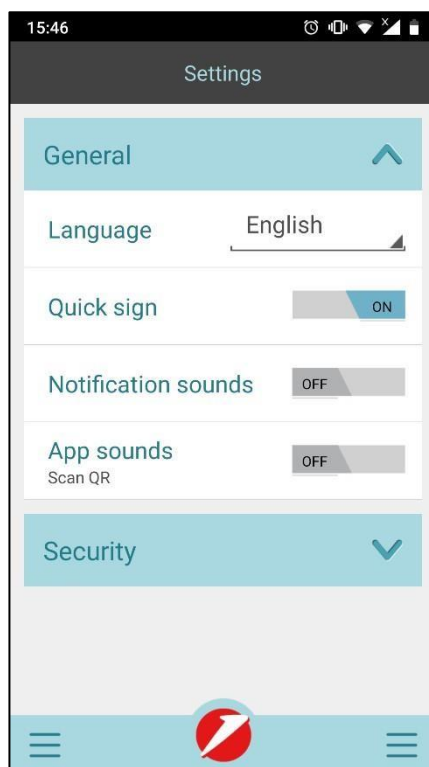 15:46
Settings
General
Language English
Quick sign ON
Notification sounds OFF
App sounds
Scan QR
OFF
Security